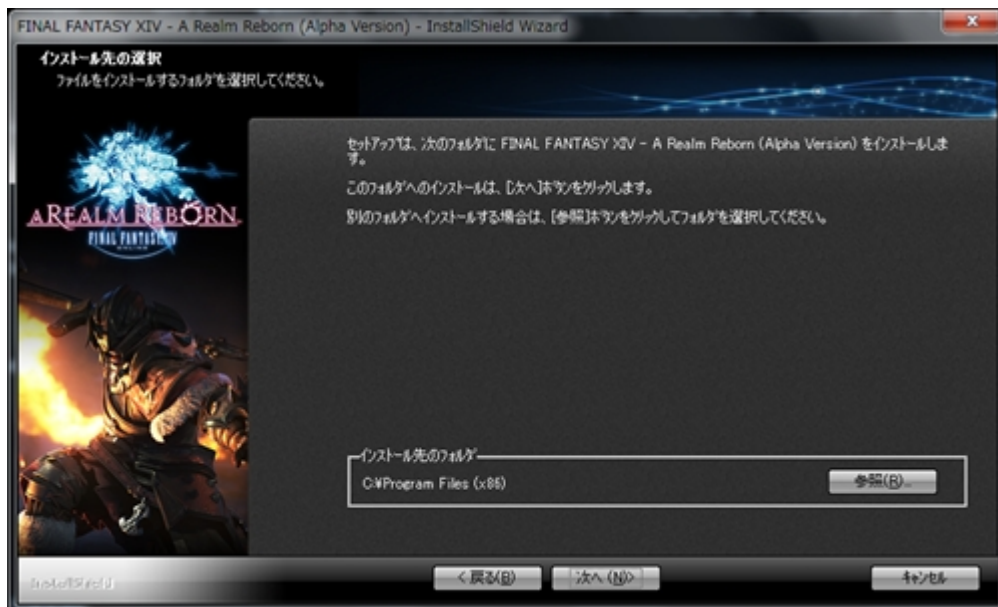 FINAL FANTASY XIV - A Realm Reborn (Alpha Version) - InstallShield Wizard
インストール先の選択
ファイルをインストールするフォルダを選択してください。
セットアップは、次のフォルダに FINAL FANTASY XIV - A Realm Reborn (Alpha Version) をインストールしま
す。
このフォルダへのインストールは、[次へ]ボタンをクリックします。
別のフォルダへインストールする場合は、[参照]ボタンをクリックしてフォルダを選択してください。
A REALM REBORN
FINAL FANTASY XIV
ONLINE
インストール先のフォルダ
C:¥Program Files (x86)
参照(R)...
InstallShield
< 戻る(B)
次へ (N)>
キャンセル